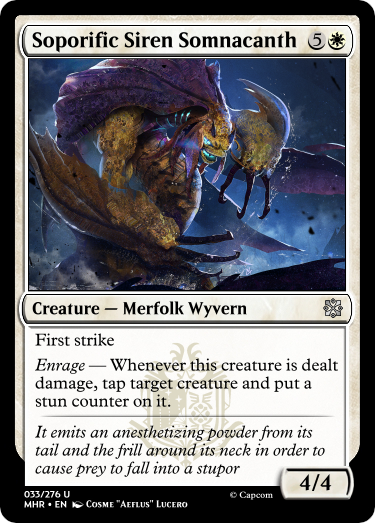 Soporific Siren Somnacanth 5
Creature — Merfolk Wyvern
First strike
Enrage — Whenever this creature is dealt
damage, tap target creature and put a
stun counter on it.
It emits an anesthetizing powder from its
tail and the frill around its neck in order to
cause prey to fall into a stupor
4/4
033/276 U
MHR • EN Cosme "Aeflus" Lucero
© Capcom